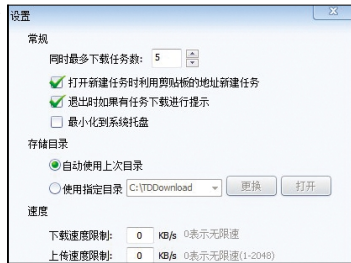 设置
常规
同时最多下载任务数: 5
打开新建任务时利用剪贴板的地址新建任务
退出时如果有任务下载进行提示
最小化到系统托盘
存储目录
自动使用上次目录
使用指定目录 C:\TDDownload 更换 打开
速度
下载速度限制: 0 KB/s 0表示无限速
上传速度限制: 0 KB/s 0表示无限速(1-2048)